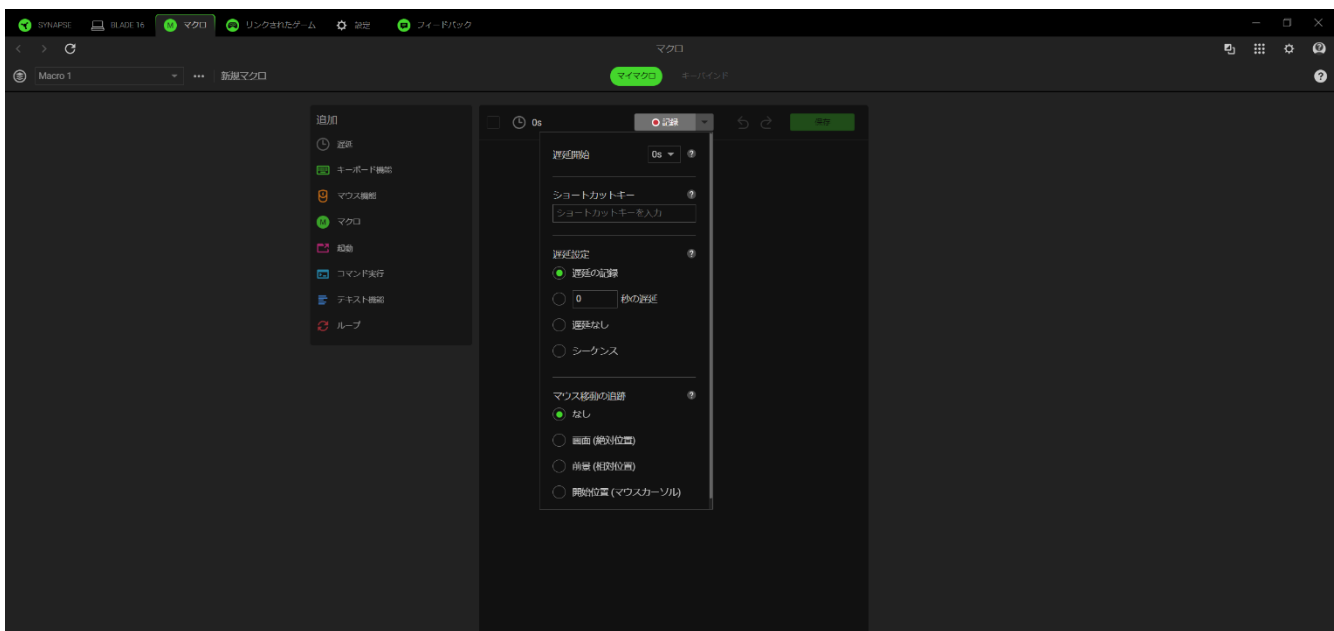 SYNAPSE BLADE 16 マクロ リンクされたゲーム 設定 フィードバック
マクロ
Macro 1 新規マクロ マイマクロ キーバインド
追加
遅延
キーボード機能
マウス機能
マクロ
起動
コマンド実行
テキスト機能
ループ
0s 記録 保存
遅延開始 0s
ショートカットキー
ショートカットキーを入力
遅延設定
遅延の記録
0 秒の遅延
遅延なし
シーケンス
マウス移動の追跡
なし
画面 (絶対位置)
前景 (相対位置)
開始位置 (マウスカーソル)